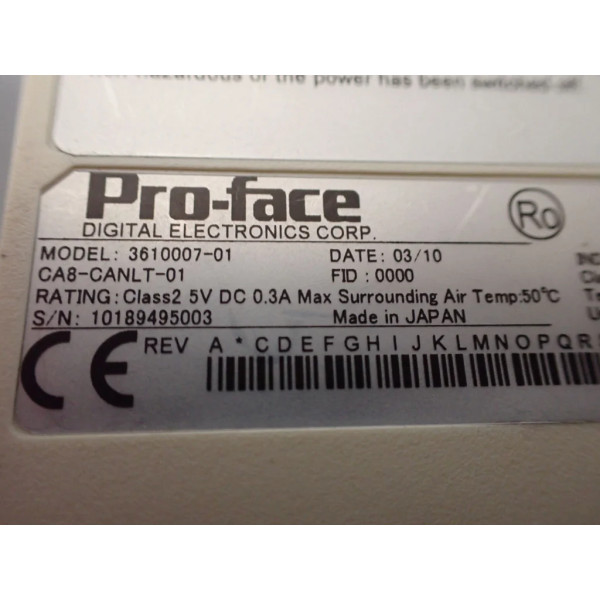 hazardous or the power has been switched off.
Pro-face
DIGITAL ELECTRONICS CORP.
Ro
MODEL: 3610007-01 DATE: 03/10
CA8-CANLT-01 FID : 0000
RATING: Class2 5V DC 0.3A Max Surrounding Air Temp:50°C
S/N: 10189495003 Made in JAPAN
CE REV A * C D E F G H I J K L M N O P Q R